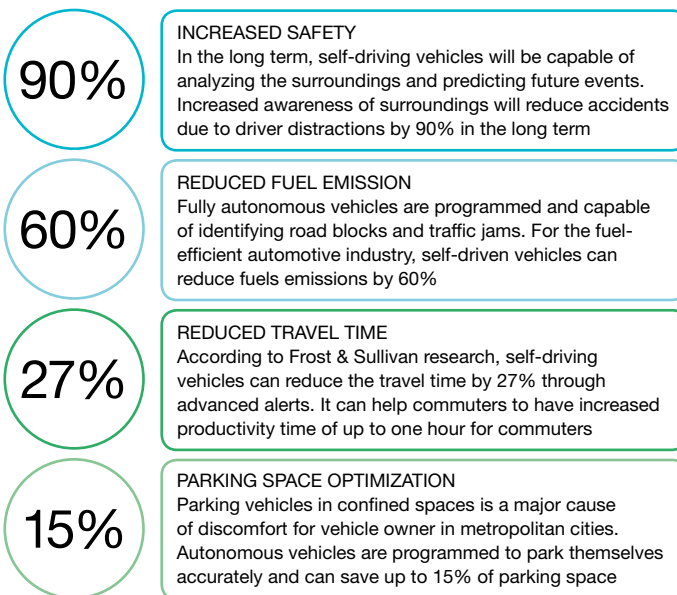 90%
INCREASED SAFETY
In the long term, self-driving vehicles will be capable of
analyzing the surroundings and predicting future events.
Increased awareness of surroundings will reduce accidents
due to driver distractions by 90% in the long term
60%
REDUCED FUEL EMISSION
Fully autonomous vehicles are programmed and capable
of identifying road blocks and traffic jams. For the fuel-
efficient automotive industry, self-driven vehicles can
reduce fuels emissions by 60%
27%
REDUCED TRAVEL TIME
According to Frost & Sullivan research, self-driving
vehicles can reduce the travel time by 27% through
advanced alerts. It can help commuters to have increased
productivity time of up to one hour for commuters
15%
PARKING SPACE OPTIMIZATION
Parking vehicles in confined spaces is a major cause
of discomfort for vehicle owner in metropolitan cities.
Autonomous vehicles are programmed to park themselves
accurately and can save up to 15% of parking space